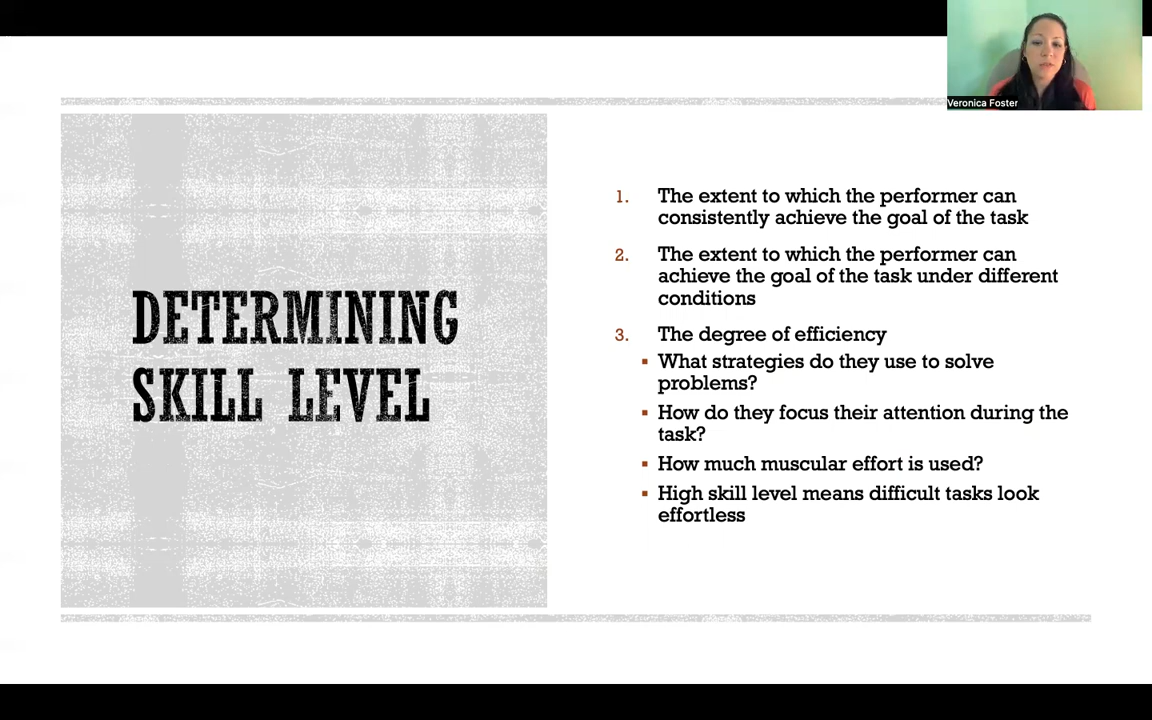 Veronica Foster
DETERMINING
SKILL LEVEL
1. The extent to which the performer can
consistently achieve the goal of the task
2. The extent to which the performer can
achieve the goal of the task under different
conditions
3. The degree of efficiency
▪ What strategies do they use to solve
problems?
▪ How do they focus their attention during the
task?
▪ How much muscular effort is used?
▪ High skill level means difficult tasks look
effortless